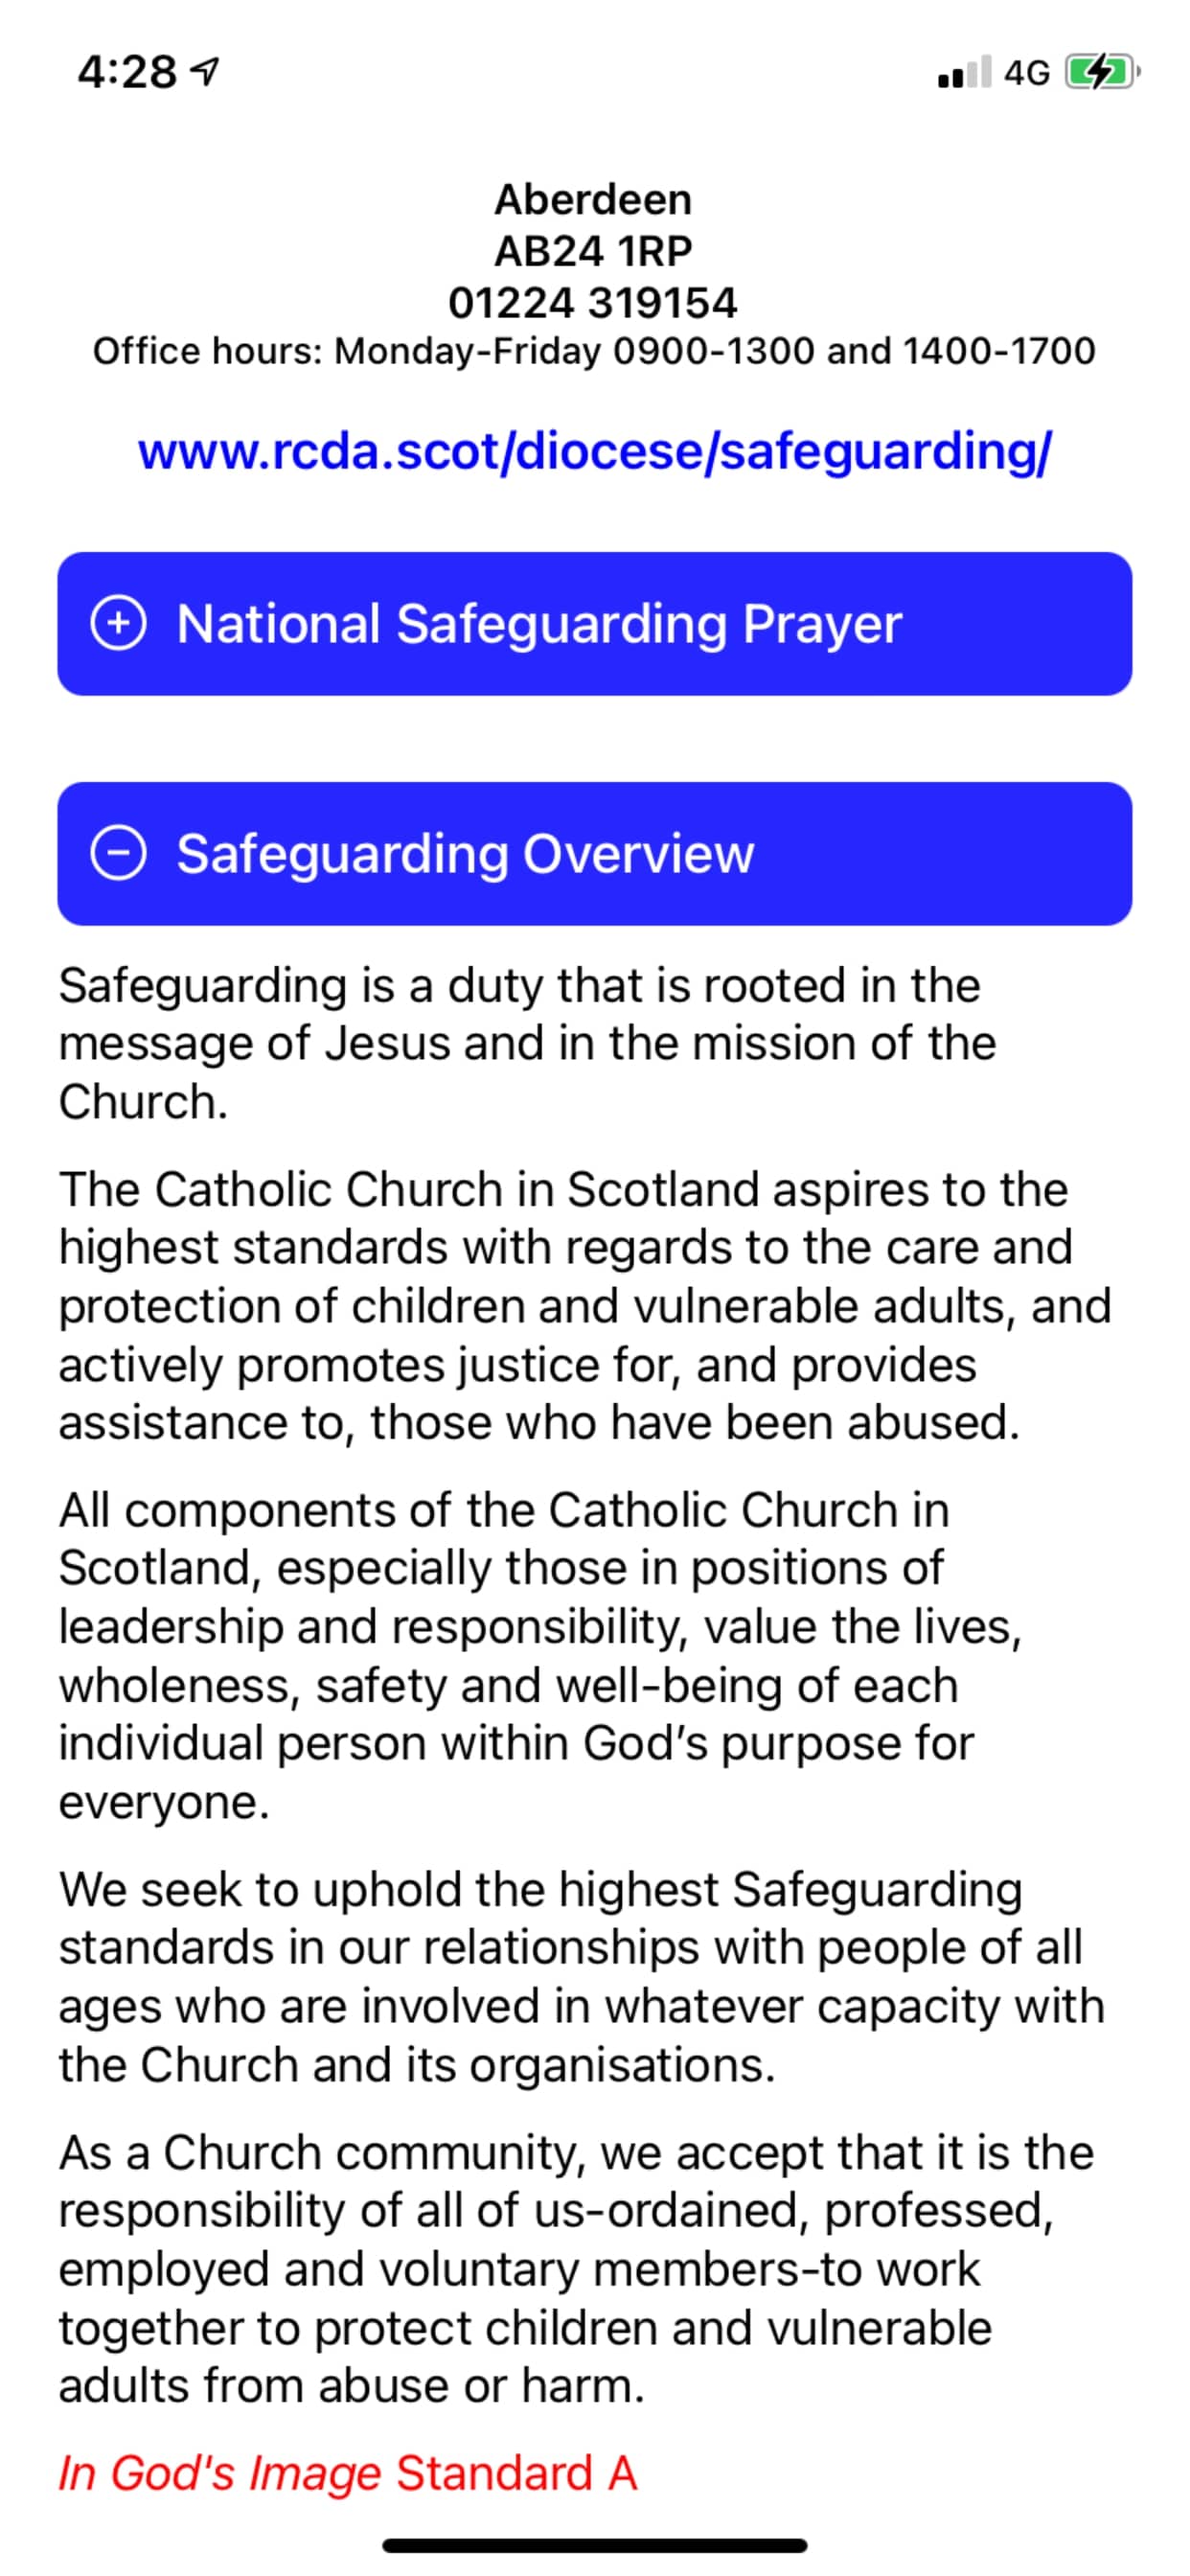 4:28
4G
Aberdeen
AB24 1RP
01224 319154
Office hours: Monday-Friday 0900-1300 and 1400-1700
www.rcda.scot/diocese/safeguarding/
National Safeguarding Prayer
Safeguarding Overview
Safeguarding is a duty that is rooted in the
message of Jesus and in the mission of the
Church.
The Catholic Church in Scotland aspires to the
highest standards with regards to the care and
protection of children and vulnerable adults, and
actively promotes justice for, and provides
assistance to, those who have been abused.
All components of the Catholic Church in
Scotland, especially those in positions of
leadership and responsibility, value the lives,
wholeness, safety and well-being of each
individual person within God’s purpose for
everyone.
We seek to uphold the highest Safeguarding
standards in our relationships with people of all
ages who are involved in whatever capacity with
the Church and its organisations.
As a Church community, we accept that it is the
responsibility of all of us-ordained, professed,
employed and voluntary members-to work
together to protect children and vulnerable
adults from abuse or harm.
In God's Image Standard A